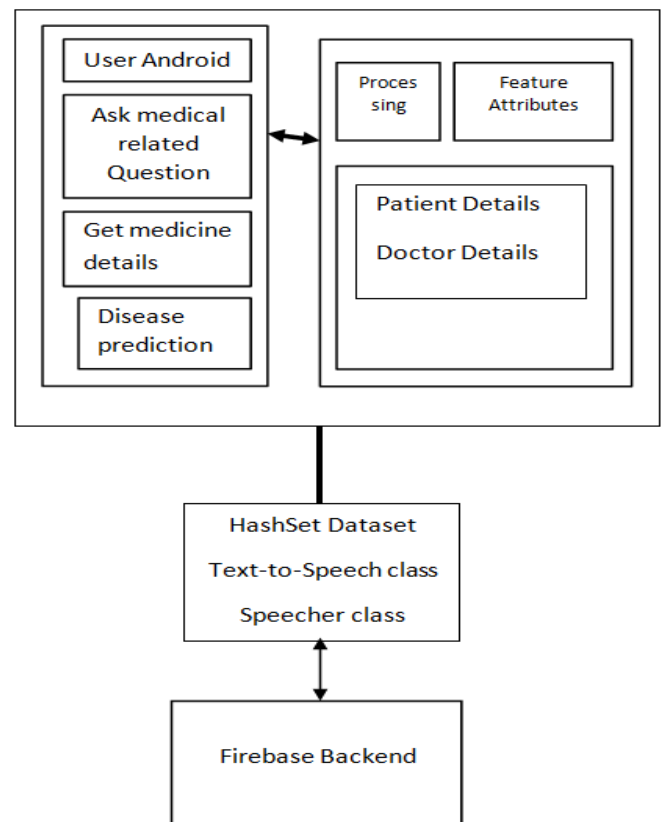 User Android
Ask medical
related
Question
Get medicine
details
Disease
prediction
Proces
sing
Feature
Attributes
Patient Details
Doctor Details
HashSet Dataset
Text-to-Speech class
Speecher class
Firebase Backend